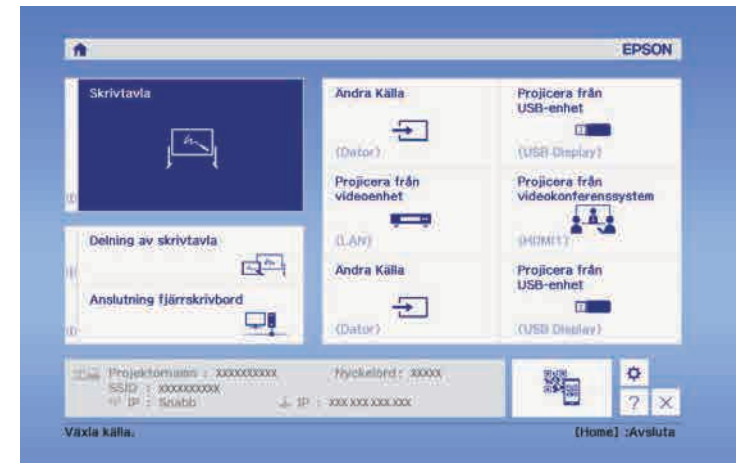 EPSON
Skrivtavla
Ändra Källa
(Dator)
Projicera från
USB-enhet
(USB Display)
Projicera från
videoenhet
(LAN)
Projicera från
videokonferenssystem
(HDMI1)
Delning av skrivtavla
Anslutning fjärrskrivbord
Ändra Källa
(Dator)
Projicera från
USB-enhet
(USB Display)
Projektornamn : XXXXXXXXXX Nyckelord : XXXXX
SSID : XXXXXXXXXX
IP : Snabb IP : XXX.XXX.XXX.XXX
?
Växla källa. [Home] :Avsluta